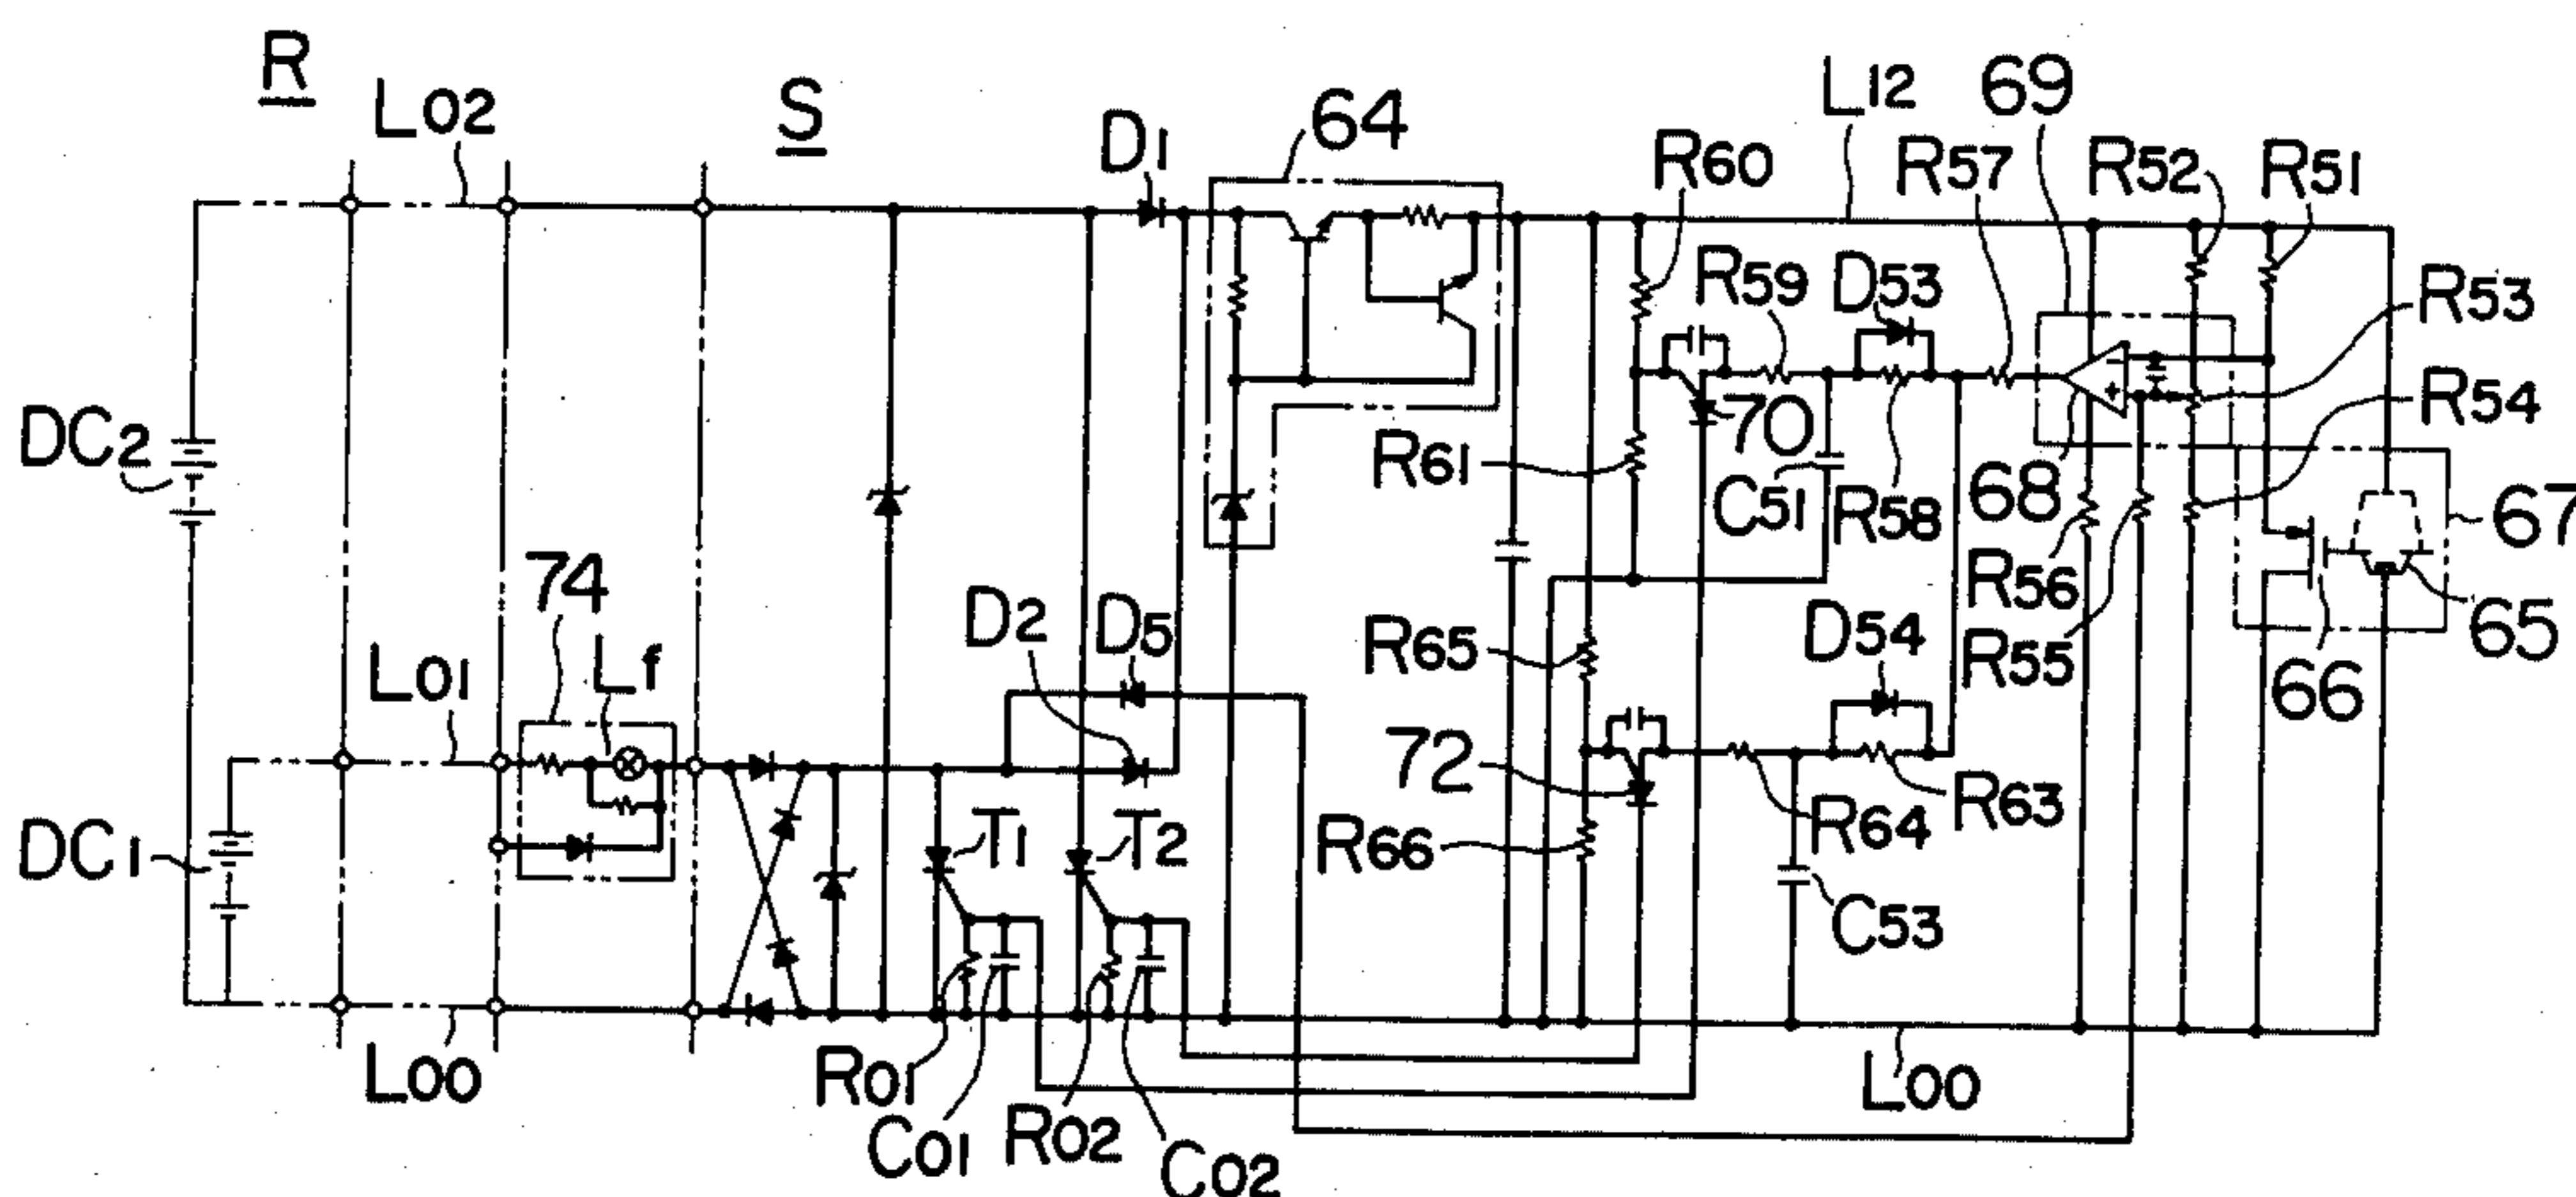 R
L02
S
D1
64
L12
69
R60
R57
R52
R51
R59
D53
R53
R54
DC2
R61
70
C51
R58
68
67
R56
74
D2
D5
R65
D54
R55
66
65
L01
Lf
72
T1
T2
R66
R64
R63
DC1
C53
L00
R01
C01
R02
C02
L00